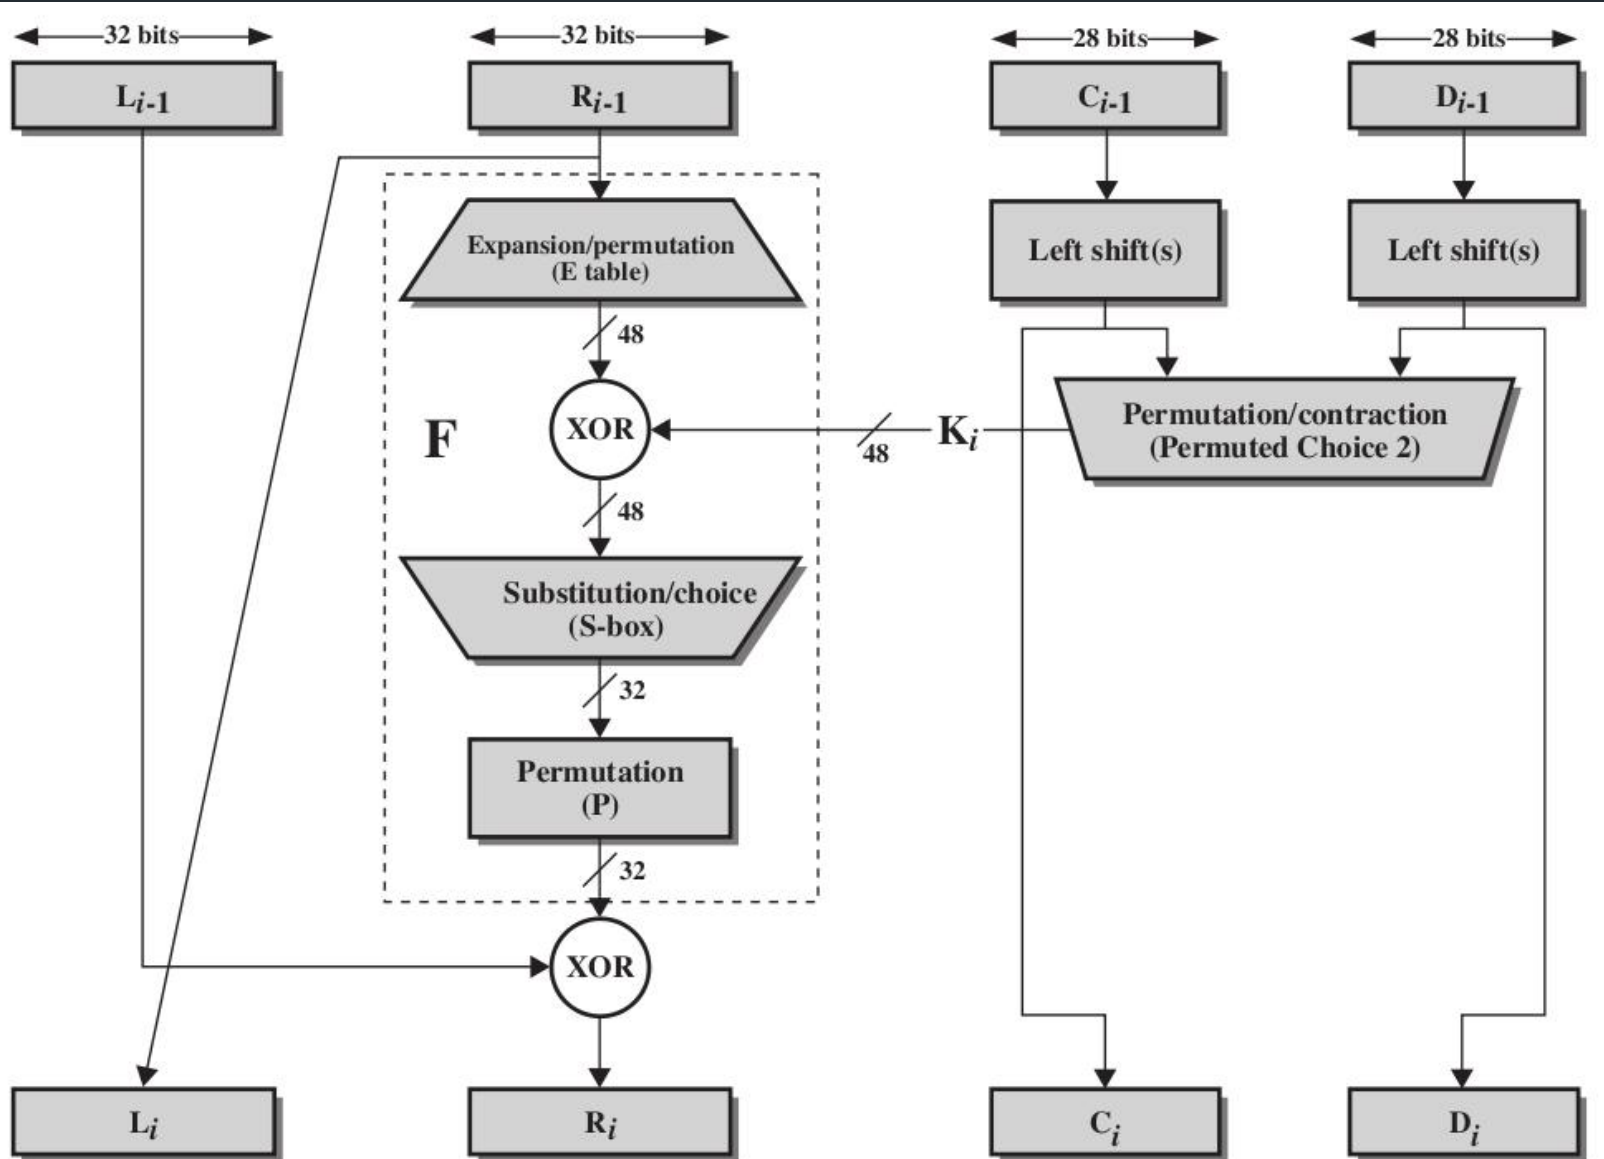 32 bits
32 bits
28 bits
28 bits
Li-1
Ri-1
Ci-1
Di-1
Expansion/permutation
(E table)
Left shift(s)
Left shift(s)
48
F
XOR
48
Ki
Permutation/contraction
(Permuted Choice 2)
48
Substitution/choice
(S-box)
32
Permutation
(P)
32
XOR
Li
Ri
Ci
Di